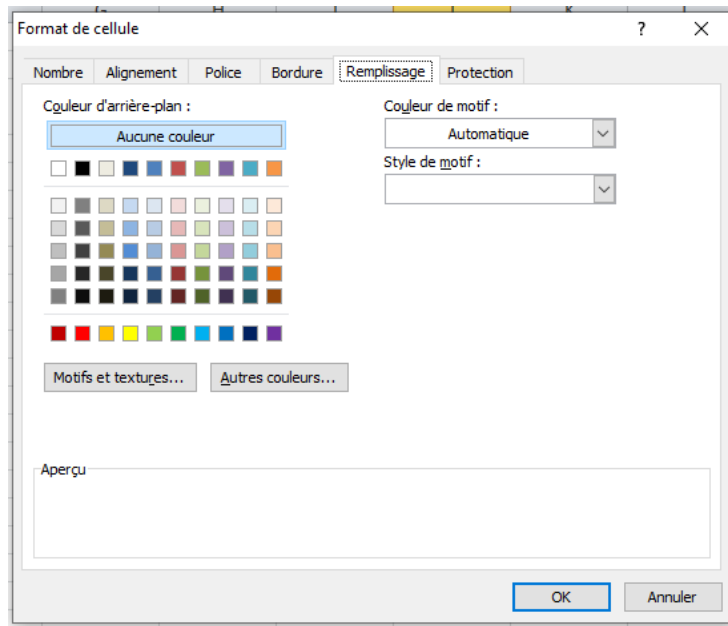 Format de cellule
Nombre Alignement Police Bordure Remplissage Protection
Couleur d'arrière-plan :
Aucune couleur
Couleur de motif :
Automatique
Style de motif :
Motifs et textures... Autres couleurs...
Aperçu
OK Annuler